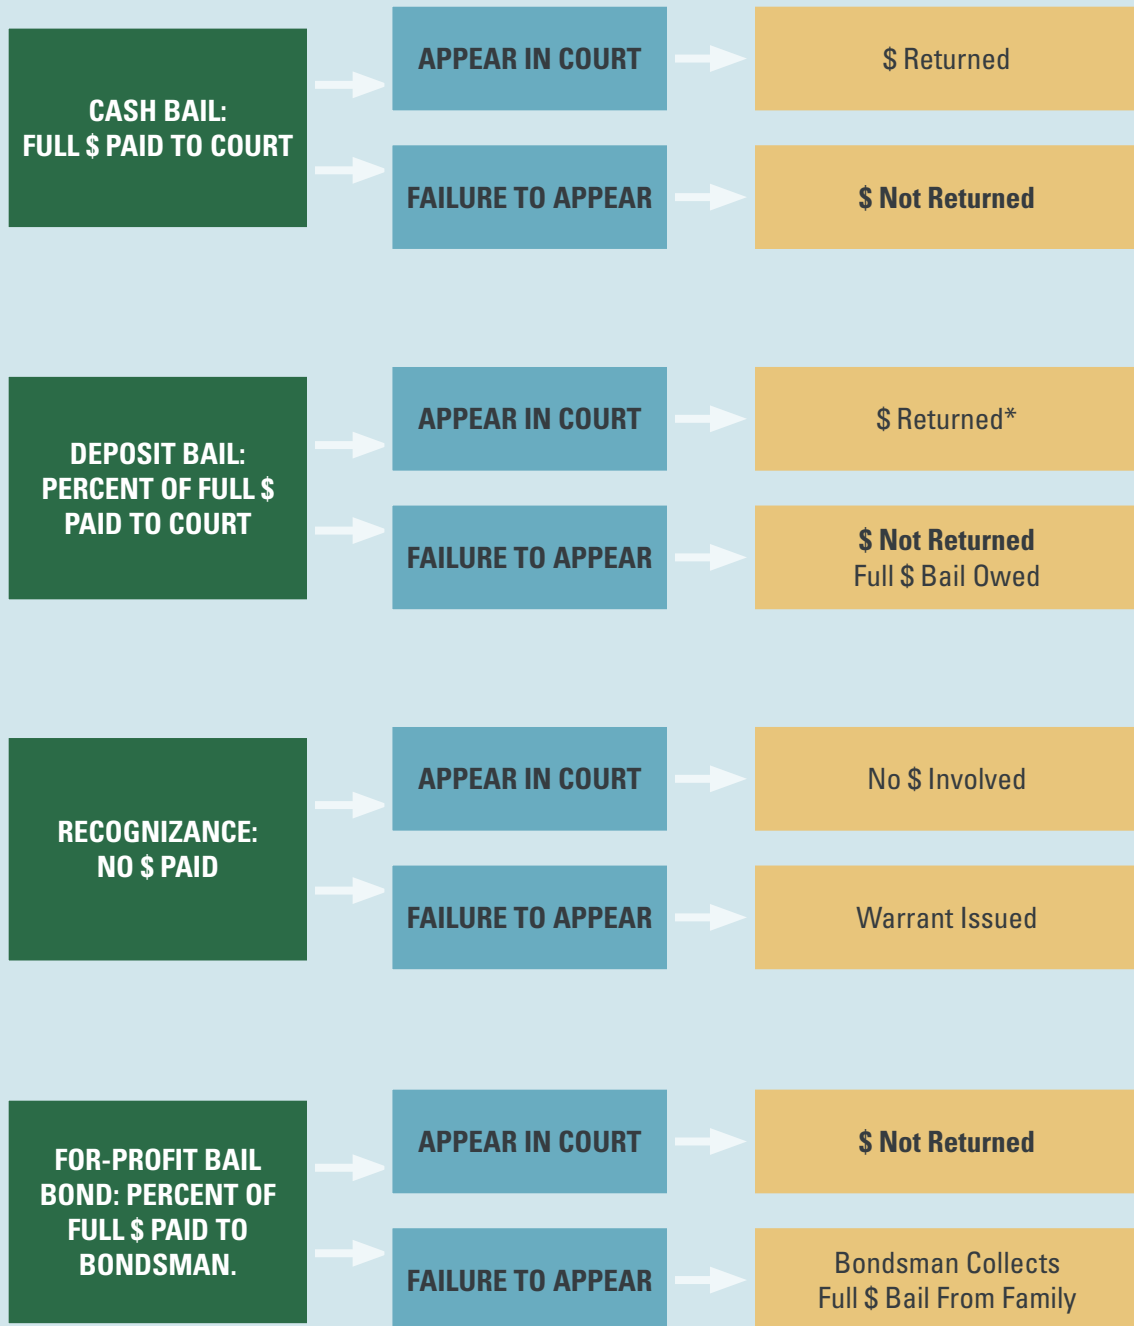 CASH BAIL:
FULL $ PAID TO COURT
APPEAR IN COURT
$ Returned
FAILURE TO APPEAR
$ Not Returned
DEPOSIT BAIL:
PERCENT OF FULL $
PAID TO COURT
APPEAR IN COURT
$ Returned*
FAILURE TO APPEAR
$ Not Returned
Full $ Bail Owed
RECOGNIZANCE:
NO $ PAID
APPEAR IN COURT
No $ Involved
FAILURE TO APPEAR
Warrant Issued
FOR-PROFIT BAIL
BOND: PERCENT OF
FULL $ PAID TO
BONDSMAN.
APPEAR IN COURT
$ Not Returned
FAILURE TO APPEAR
Bondsman Collects
Full $ Bail From Family